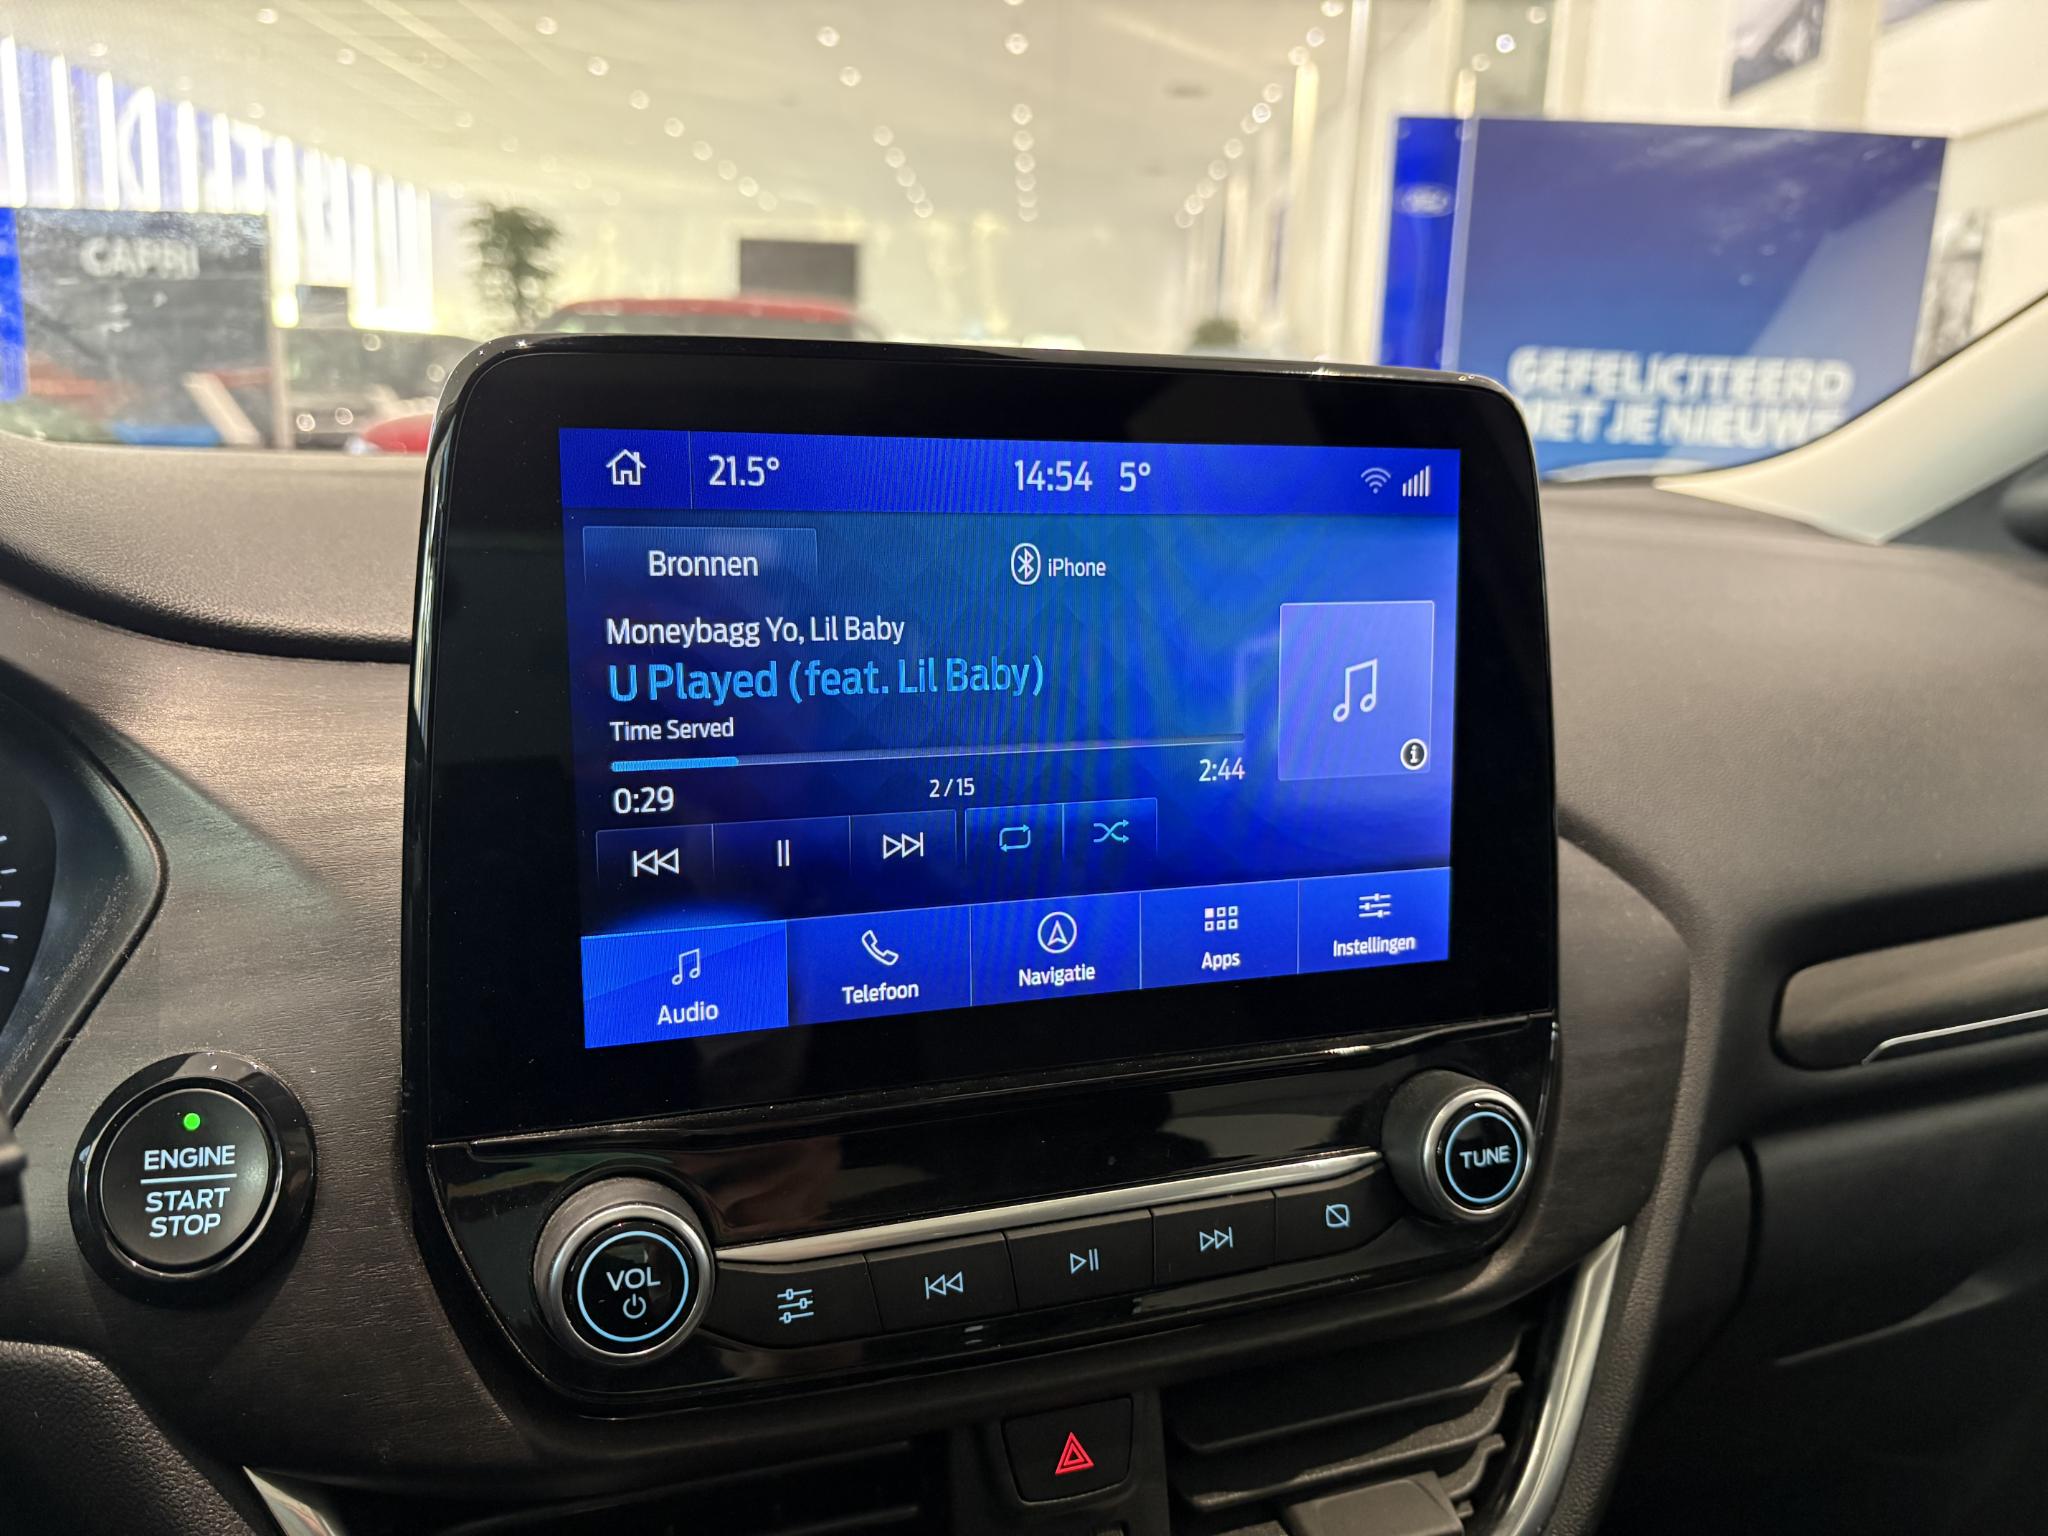 CAPRI
GEFELICITEERD
MET JE NIEUWE
21.5°
14:54 5°
Bronnen
iPhone
Moneybagg Yo, Lil Baby
U Played (feat. Lil Baby)
Time Served
0:29
2 / 15
2:44
Audio
Telefoon
Navigatie
Apps
Instellingen
ENGINE
START
STOP
VOL
TUNE